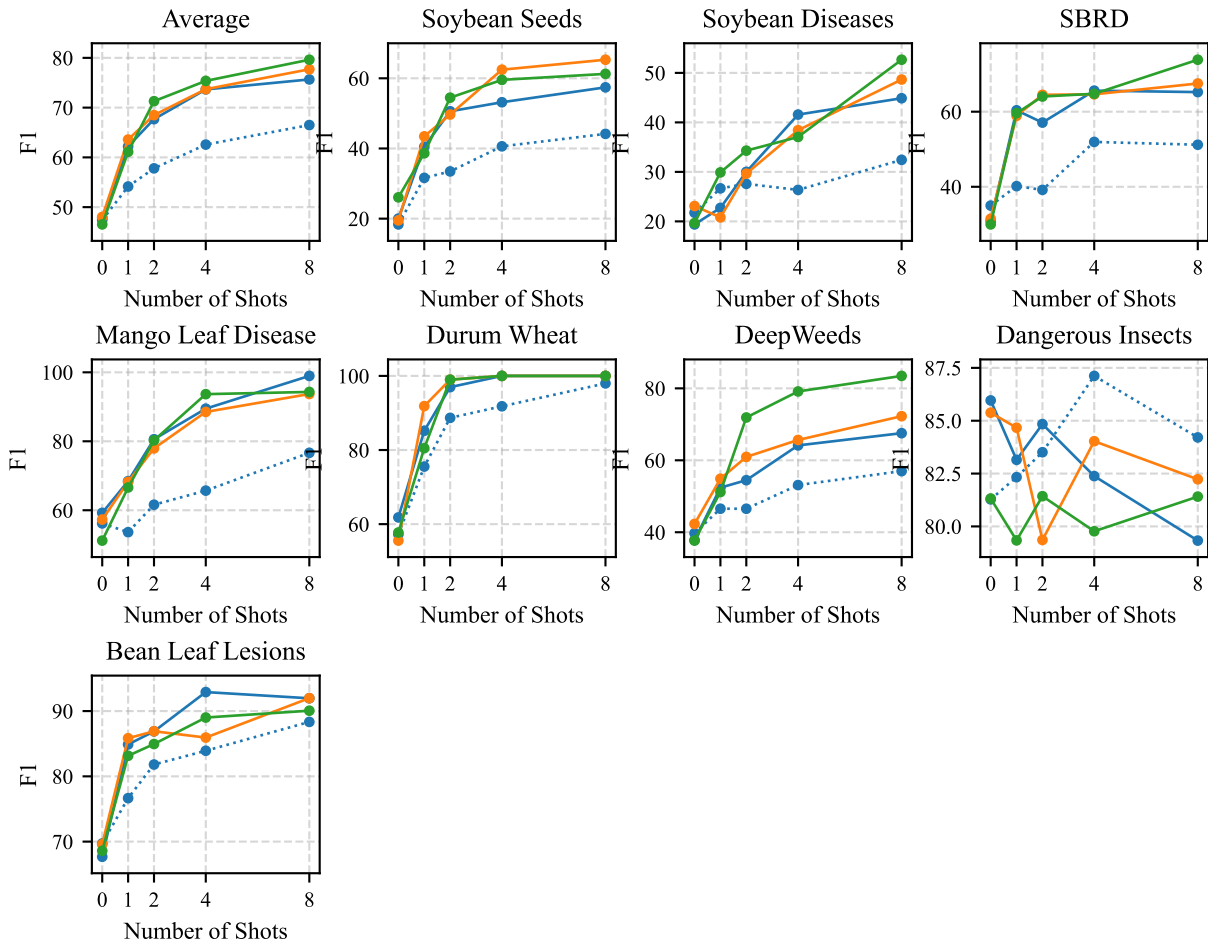 Average
Soybean Seeds
Soybean Diseases
SBRD
80
70
60
50
F1
0 1 2 4 8
Number of Shots
60
40
20
F1
0 1 2 4 8
Number of Shots
50
40
30
20
F1
0 1 2 4 8
Number of Shots
60
40
F1
0 1 2 4 8
Number of Shots
Mango Leaf Disease
Durum Wheat
DeepWeeds
Dangerous Insects
100
80
60
F1
0 1 2 4 8
Number of Shots
100
80
60
F1
0 1 2 4 8
Number of Shots
80
60
40
F1
0 1 2 4 8
Number of Shots
87.5
85.0
82.5
80.0
0 1 2 4 8
Number of Shots
Bean Leaf Lesions
90
80
70
F1
0 1 2 4 8
Number of Shots